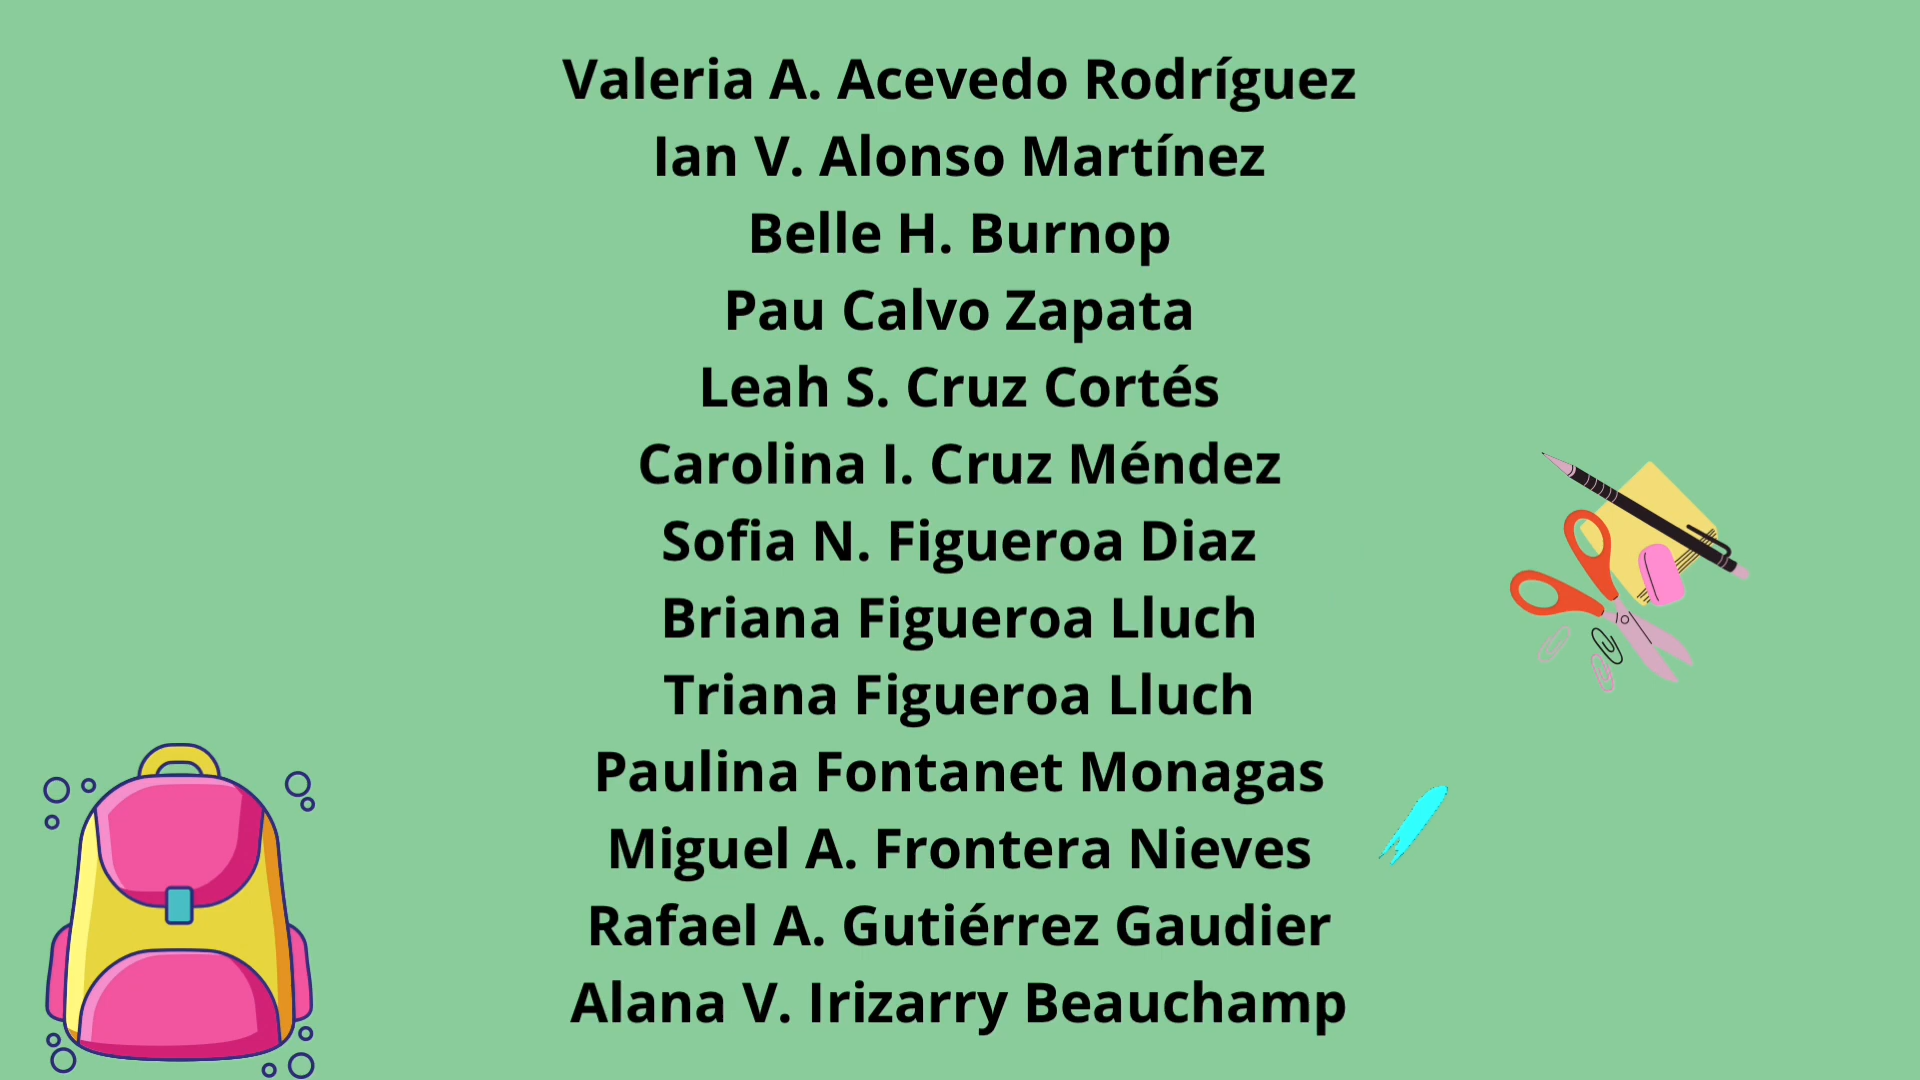 Valeria A. Acevedo Rodríguez
Ian V. Alonso Martínez
Belle H. Burnop
Pau Calvo Zapata
Leah S. Cruz Cortés
Carolina I. Cruz Méndez
Sofia N. Figueroa Diaz
Briana Figueroa Lluch
Triana Figueroa Lluch
Paulina Fontanet Monagas
Miguel A. Frontera Nieves
Rafael A. Gutiérrez Gaudier
Alana V. Irizarry Beauchamp